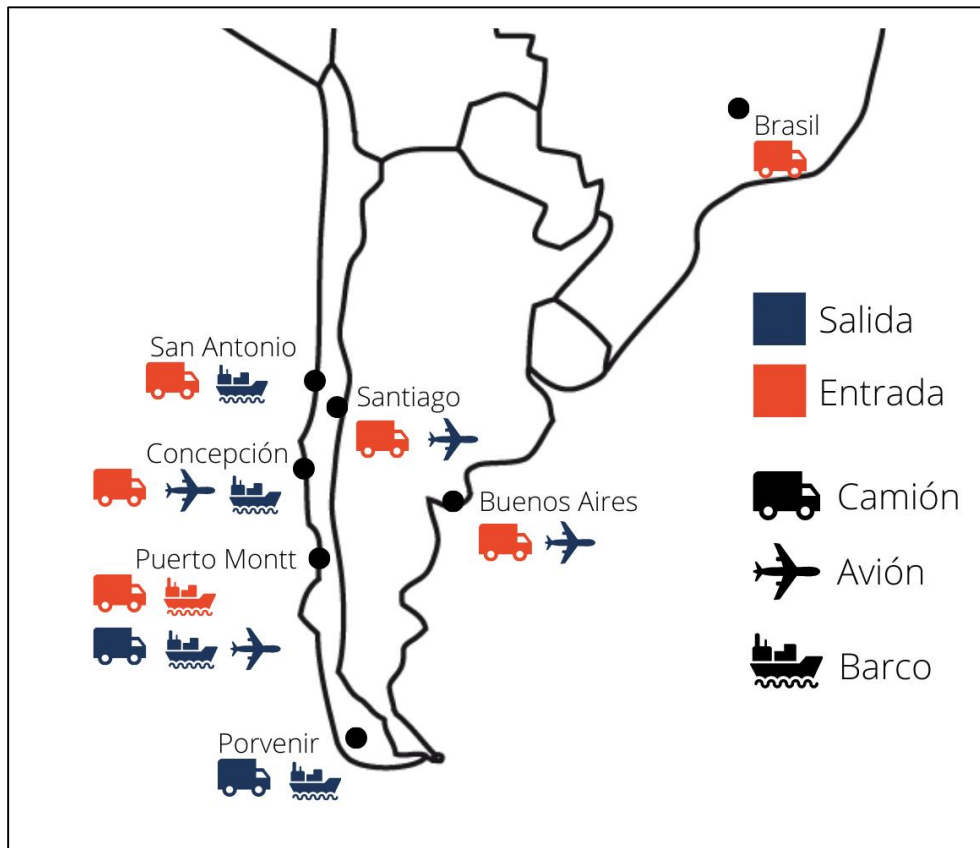 Brasil
Salida
San Antonio
Entrada
Santiago
Concepción
Buenos Aires
Camión
Puerto Montt
Avión
Barco
Porvenir